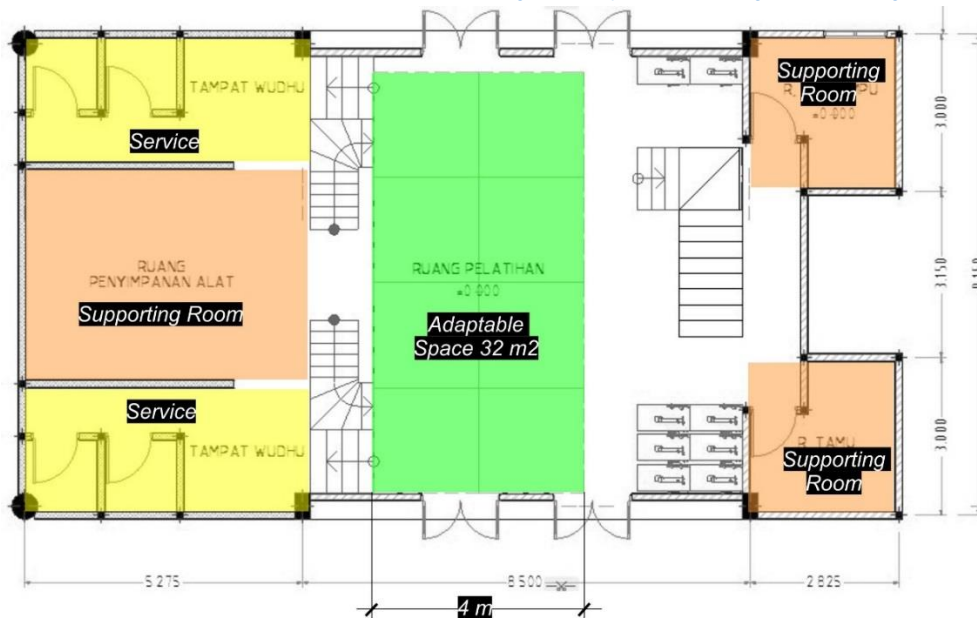 TAMPAT WUDHU
Service
Supporting
Room
±0.000
3.000
RUANG
PENYIMPANAN ALAT
Supporting Room
RUANG PELATIHAN
±0.000
Adaptable
Space 32 m2
3.150
Service
TAMPAT WUDHU
R. TAMU
Supporting
Room
3.000
5.275
8.500
2.825
4 m